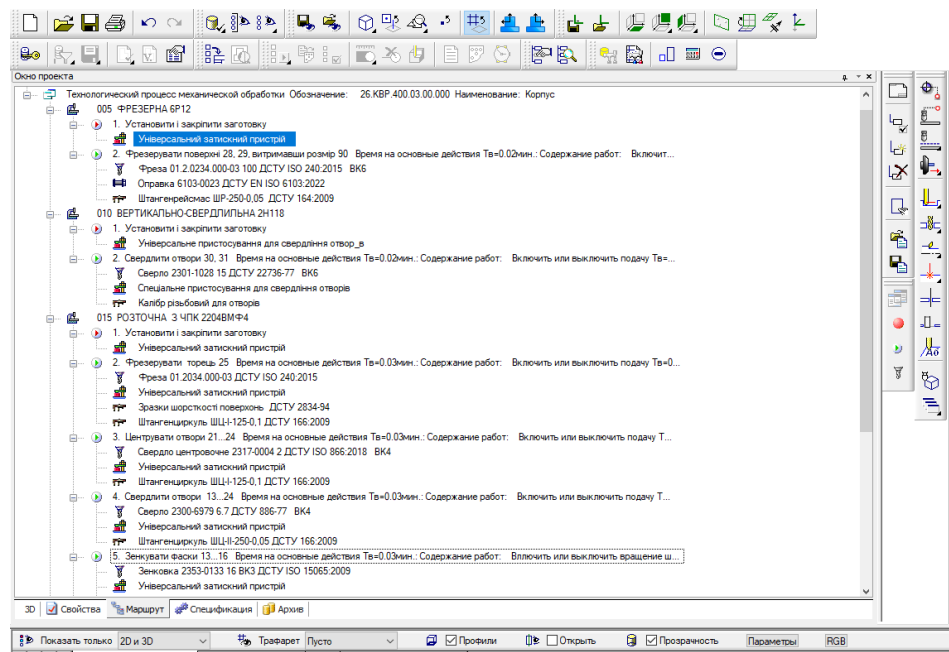 Окно проекта
Технологический процесс механической обработки Обозначение: 26.КВР.400.03.00.000 Наименование: Корпус
005 ФРЕЗЕРНА 6Р12
1. Установити і закріпити заготовку
Універсальний затискний пристрій
2. Фрезерувати поверхні 28, 29, витримавши розмір 90 Время на основные действия Тв=0.02мин.: Содержание работ: Включит...
Фреза 01.2.0234.000-03 100 ДСТУ ISO 240:2015 ВК6
Оправка 6103-0023 ДСТУ EN ISO 6103:2022
Штангенрейсмас ШР-250-0,05 ДСТУ 164:2009
010 ВЕРТИКАЛЬНО-СВЕРДЛИЛЬНА 2Н118
1. Установити і закріпити заготовку
Універсальне пристосування для свердління отвор_в
2. Свердлити отвори 30, 31 Время на основные действия Тв=0.02мин.: Содержание работ: Включить или выключить подачу Тв=...
Сверло 2301-1028 15 ДСТУ 22736-77 ВК6
Спеціальне пристосування для свердління отворів
Калібр різьбовий для отворів
015 РОЗТОЧНА З ЧПК 2204ВМФ4
1. Установити і закріпити заготовку
Універсальний затискний пристрій
2. Фрезерувати торець 25 Время на основные действия Тв=0.03мин.: Содержание работ: Включить или выключить подачу Тв=0...
Фреза 01.2034.000-03 ДСТУ ISO 240:2015
Універсальний затискний пристрій
Зразки шорсткості поверхонь ДСТУ 2834-94
Штангенциркуль ШЦ-І-125-0,1 ДСТУ 166:2009
3. Центрувати отвори 21...24 Время на основные действия Тв=0.03мин.: Содержание работ: Включить или выключить подачу Т...
Свердло центровочне 2317-0004 2 ДСТУ ISO 866:2018 ВК4
Універсальний затискний пристрій
Штангенциркуль ШЦ-І-125-0,1 ДСТУ 166:2009
4. Свердлити отвори 13...24 Время на основные действия Тв=0.03мин.: Содержание работ: Включить или выключить подачу Т...
Сверло 2300-6979 6.7 ДСТУ 886-77 ВК4
Універсальний затискний пристрій
Штангенциркуль ШЦ-ІІ-250-0,05 ДСТУ 166:2009
5. Зенкувати фаски 13...16 Время на основные действия Тв=0.03мин.: Содержание работ: Вплючить или выключить вращение ш...
Зенковка 2353-0133 16 ВК3 ДСТУ ISO 15065:2009
Універсальний затискний пристрій
3D Свойства Маршрут Спецификация Архив
Показать только 2D и 3D Трафарет Пусто Профили Открыть Прозрачность Параметры RGB